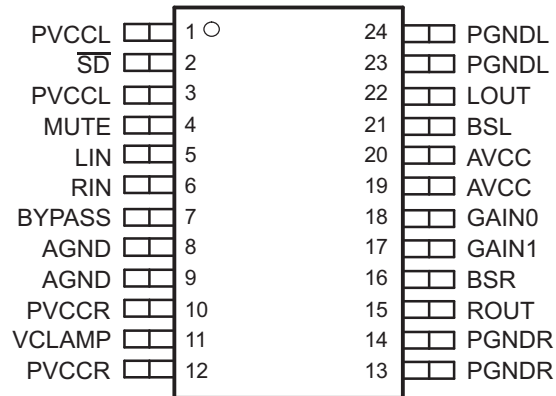 PVCCL 1 24 PGNDL
SD 2 23 PGNDL
PVCCL 3 22 LOUT
MUTE 4 21 BSL
LIN 5 20 AVCC
RIN 6 19 AVCC
BYPASS 7 18 GAIN0
AGND 8 17 GAIN1
AGND 9 16 BSR
PVCCR 10 15 ROUT
VCLAMP 11 14 PGNDR
PVCCR 12 13 PGNDR